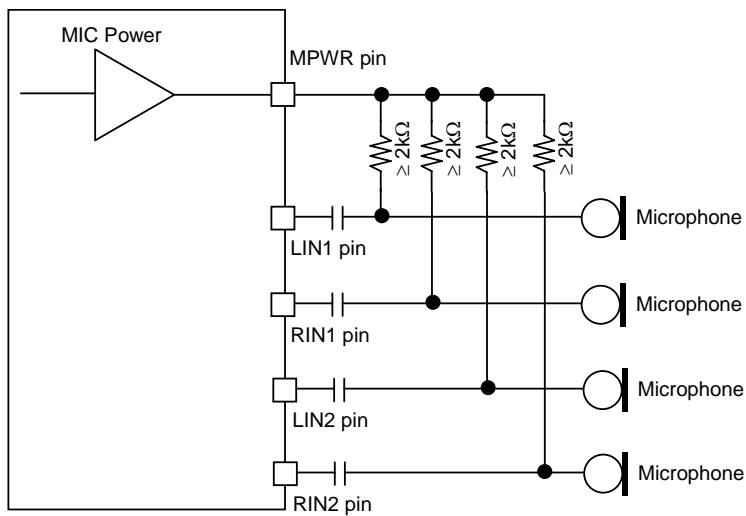 MIC Power
MPWR pin
≥ 2kΩ
≥ 2kΩ
≥ 2kΩ
≥ 2kΩ
LIN1 pin
Microphone
RIN1 pin
Microphone
LIN2 pin
Microphone
RIN2 pin
Microphone